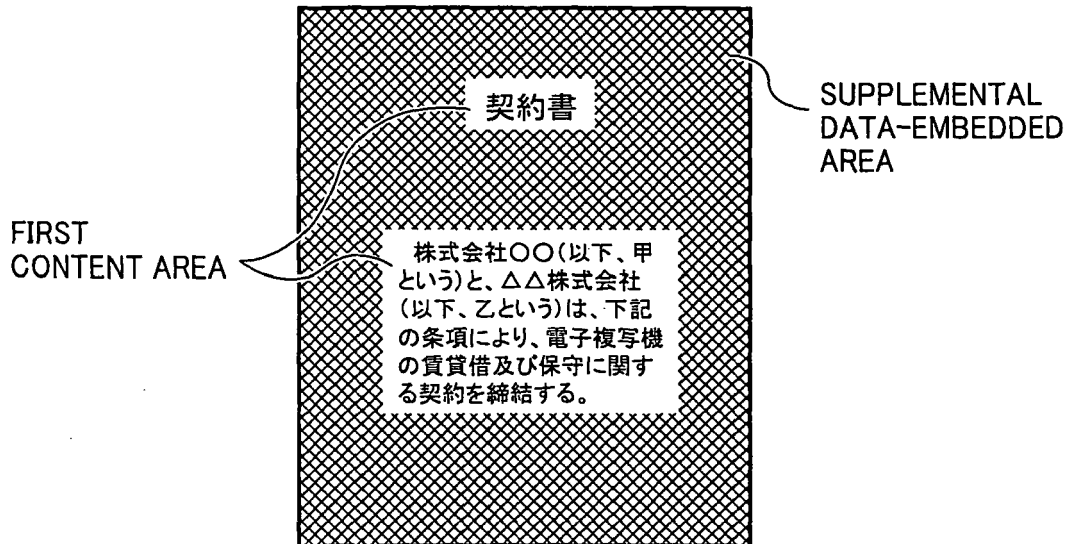 契約書
SUPPLEMENTAL
DATA-EMBEDDED
AREA
FIRST
CONTENT AREA
株式会社〇〇(以下、甲
という)と、△△株式会社
(以下、乙という)は、下記
の条項により、電子複写機
の賃貸借及び保守に関す
る契約を締結する。